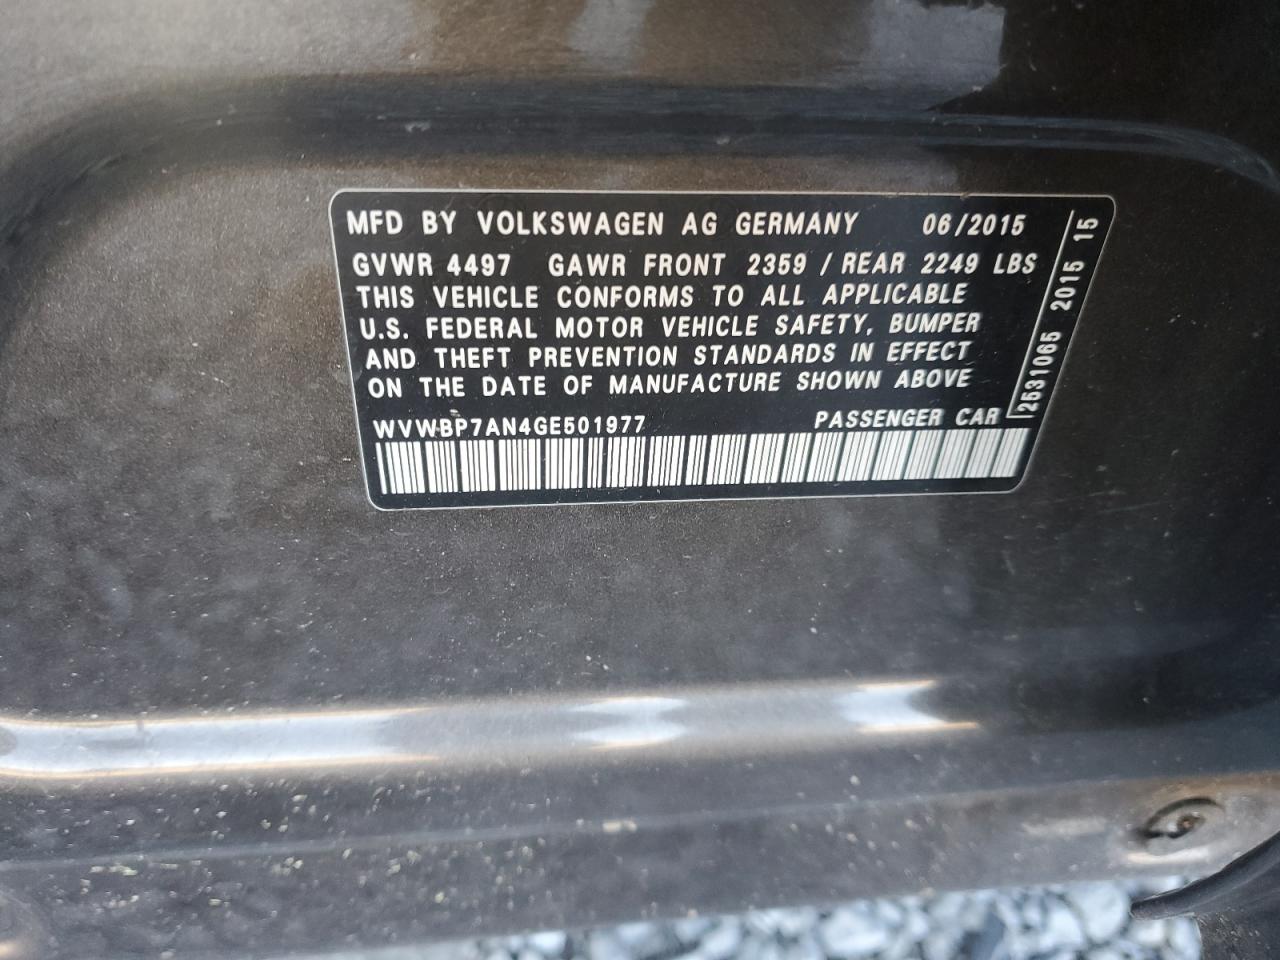 MFD BY VOLKSWAGEN AG GERMANY 06/2015
GVWR 4497 GAWR FRONT 2359 / REAR 2249 LBS
THIS VEHICLE CONFORMS TO ALL APPLICABLE
U.S. FEDERAL MOTOR VEHICLE SAFETY, BUMPER
AND THEFT PREVENTION STANDARDS IN EFFECT
ON THE DATE OF MANUFACTURE SHOWN ABOVE
WVWBP7AN4GE501977 PASSENGER CAR
2531065 2015 15